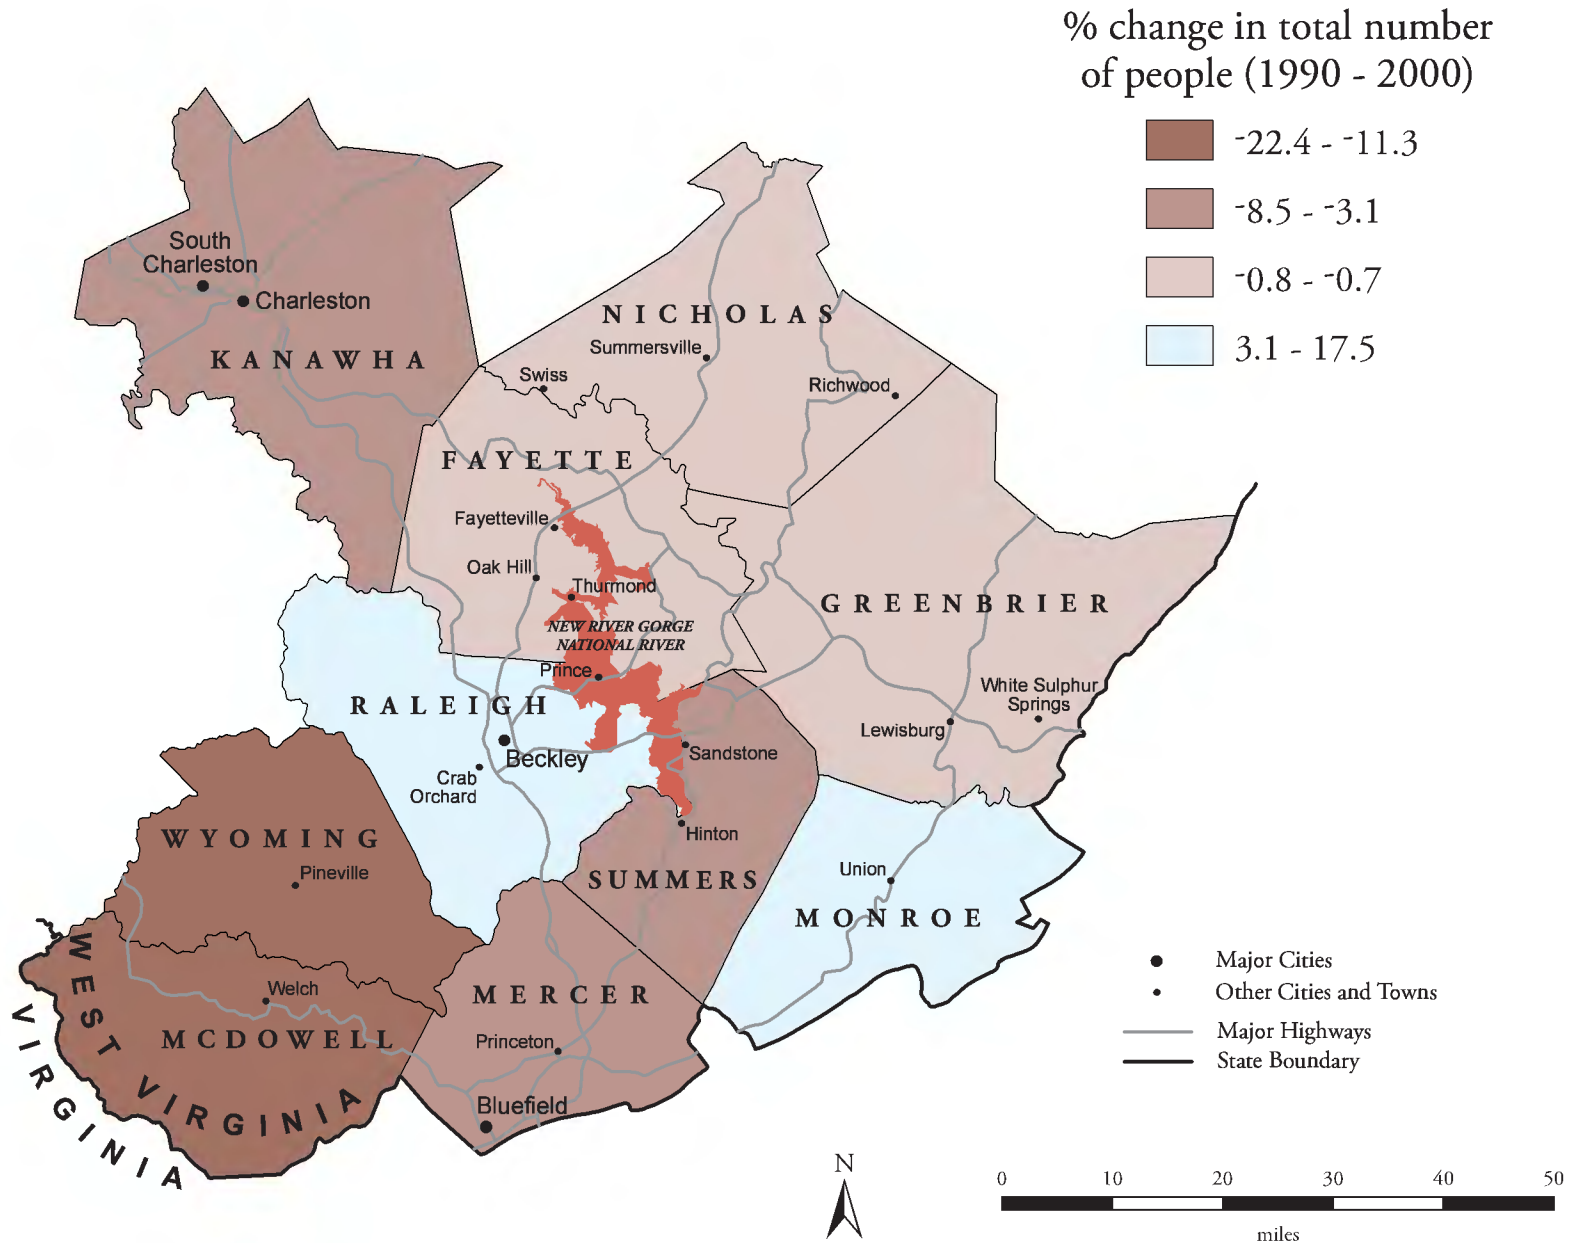 % change in total number
of people (1990 - 2000)
-22.4 - -11.3
-8.5 - -3.1
-0.8 - -0.7
3.1 - 17.5
South
Charleston
Charleston
KANAWHA
NICHOLAS
Summersville
Swiss
Richwood
FAYETTE
Fayetteville
Oak Hill
Thurmond
NEW RIVER GORGE
NATIONAL RIVER
Prince
GREENBRIER
White Sulphur
Springs
Lewisburg
RALEIGH
Beckley
Crab
Orchard
Sandstone
Hinton
SUMMERS
WYOMING
Pineville
Union
MONROE
MERCER
Princeton
Bluefield
Welch
MCDOWELL
WEST VIRGINIA
VIRGINIA
Major Cities
Other Cities and Towns
Major Highways
State Boundary
N
0 10 20 30 40 50
miles